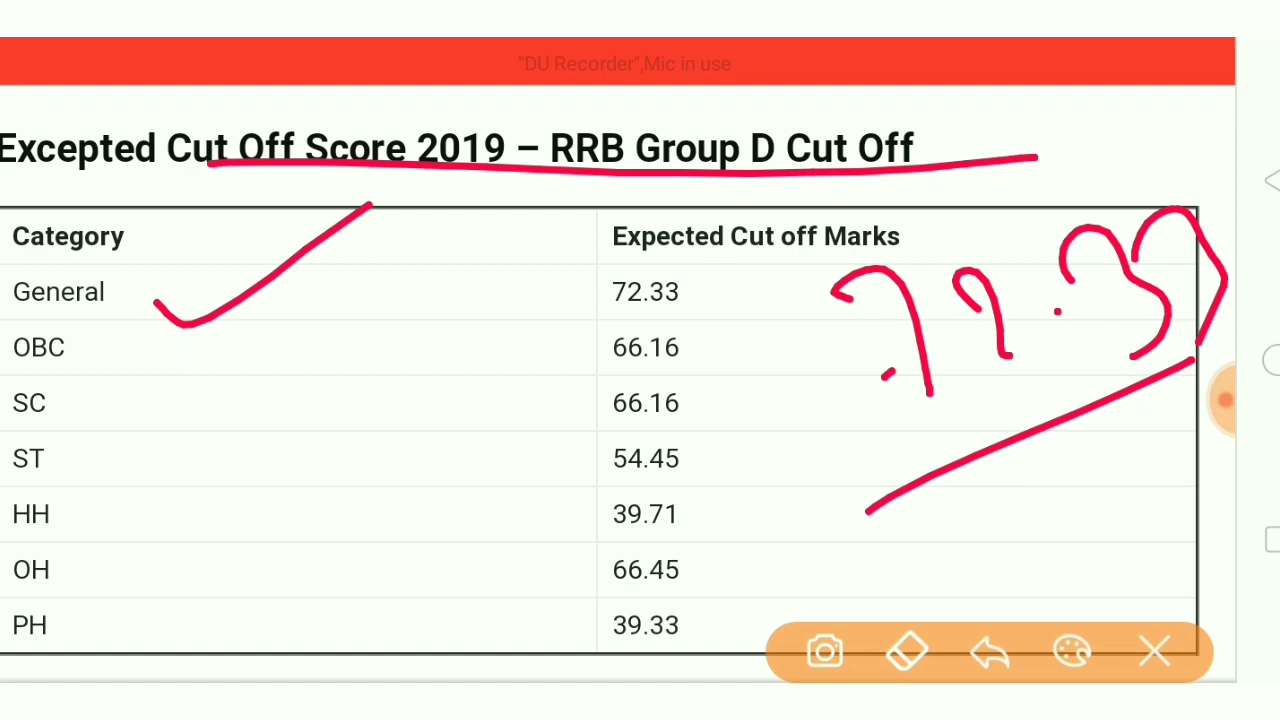 "DU Recorder",Mic in use
Excepted Cut Off Score 2019 – RRB Group D Cut Off
Category Expected Cut off Marks
General 72.33
OBC 66.16
SC 66.16
ST 54.45
HH 39.71
OH 66.45
PH 39.33